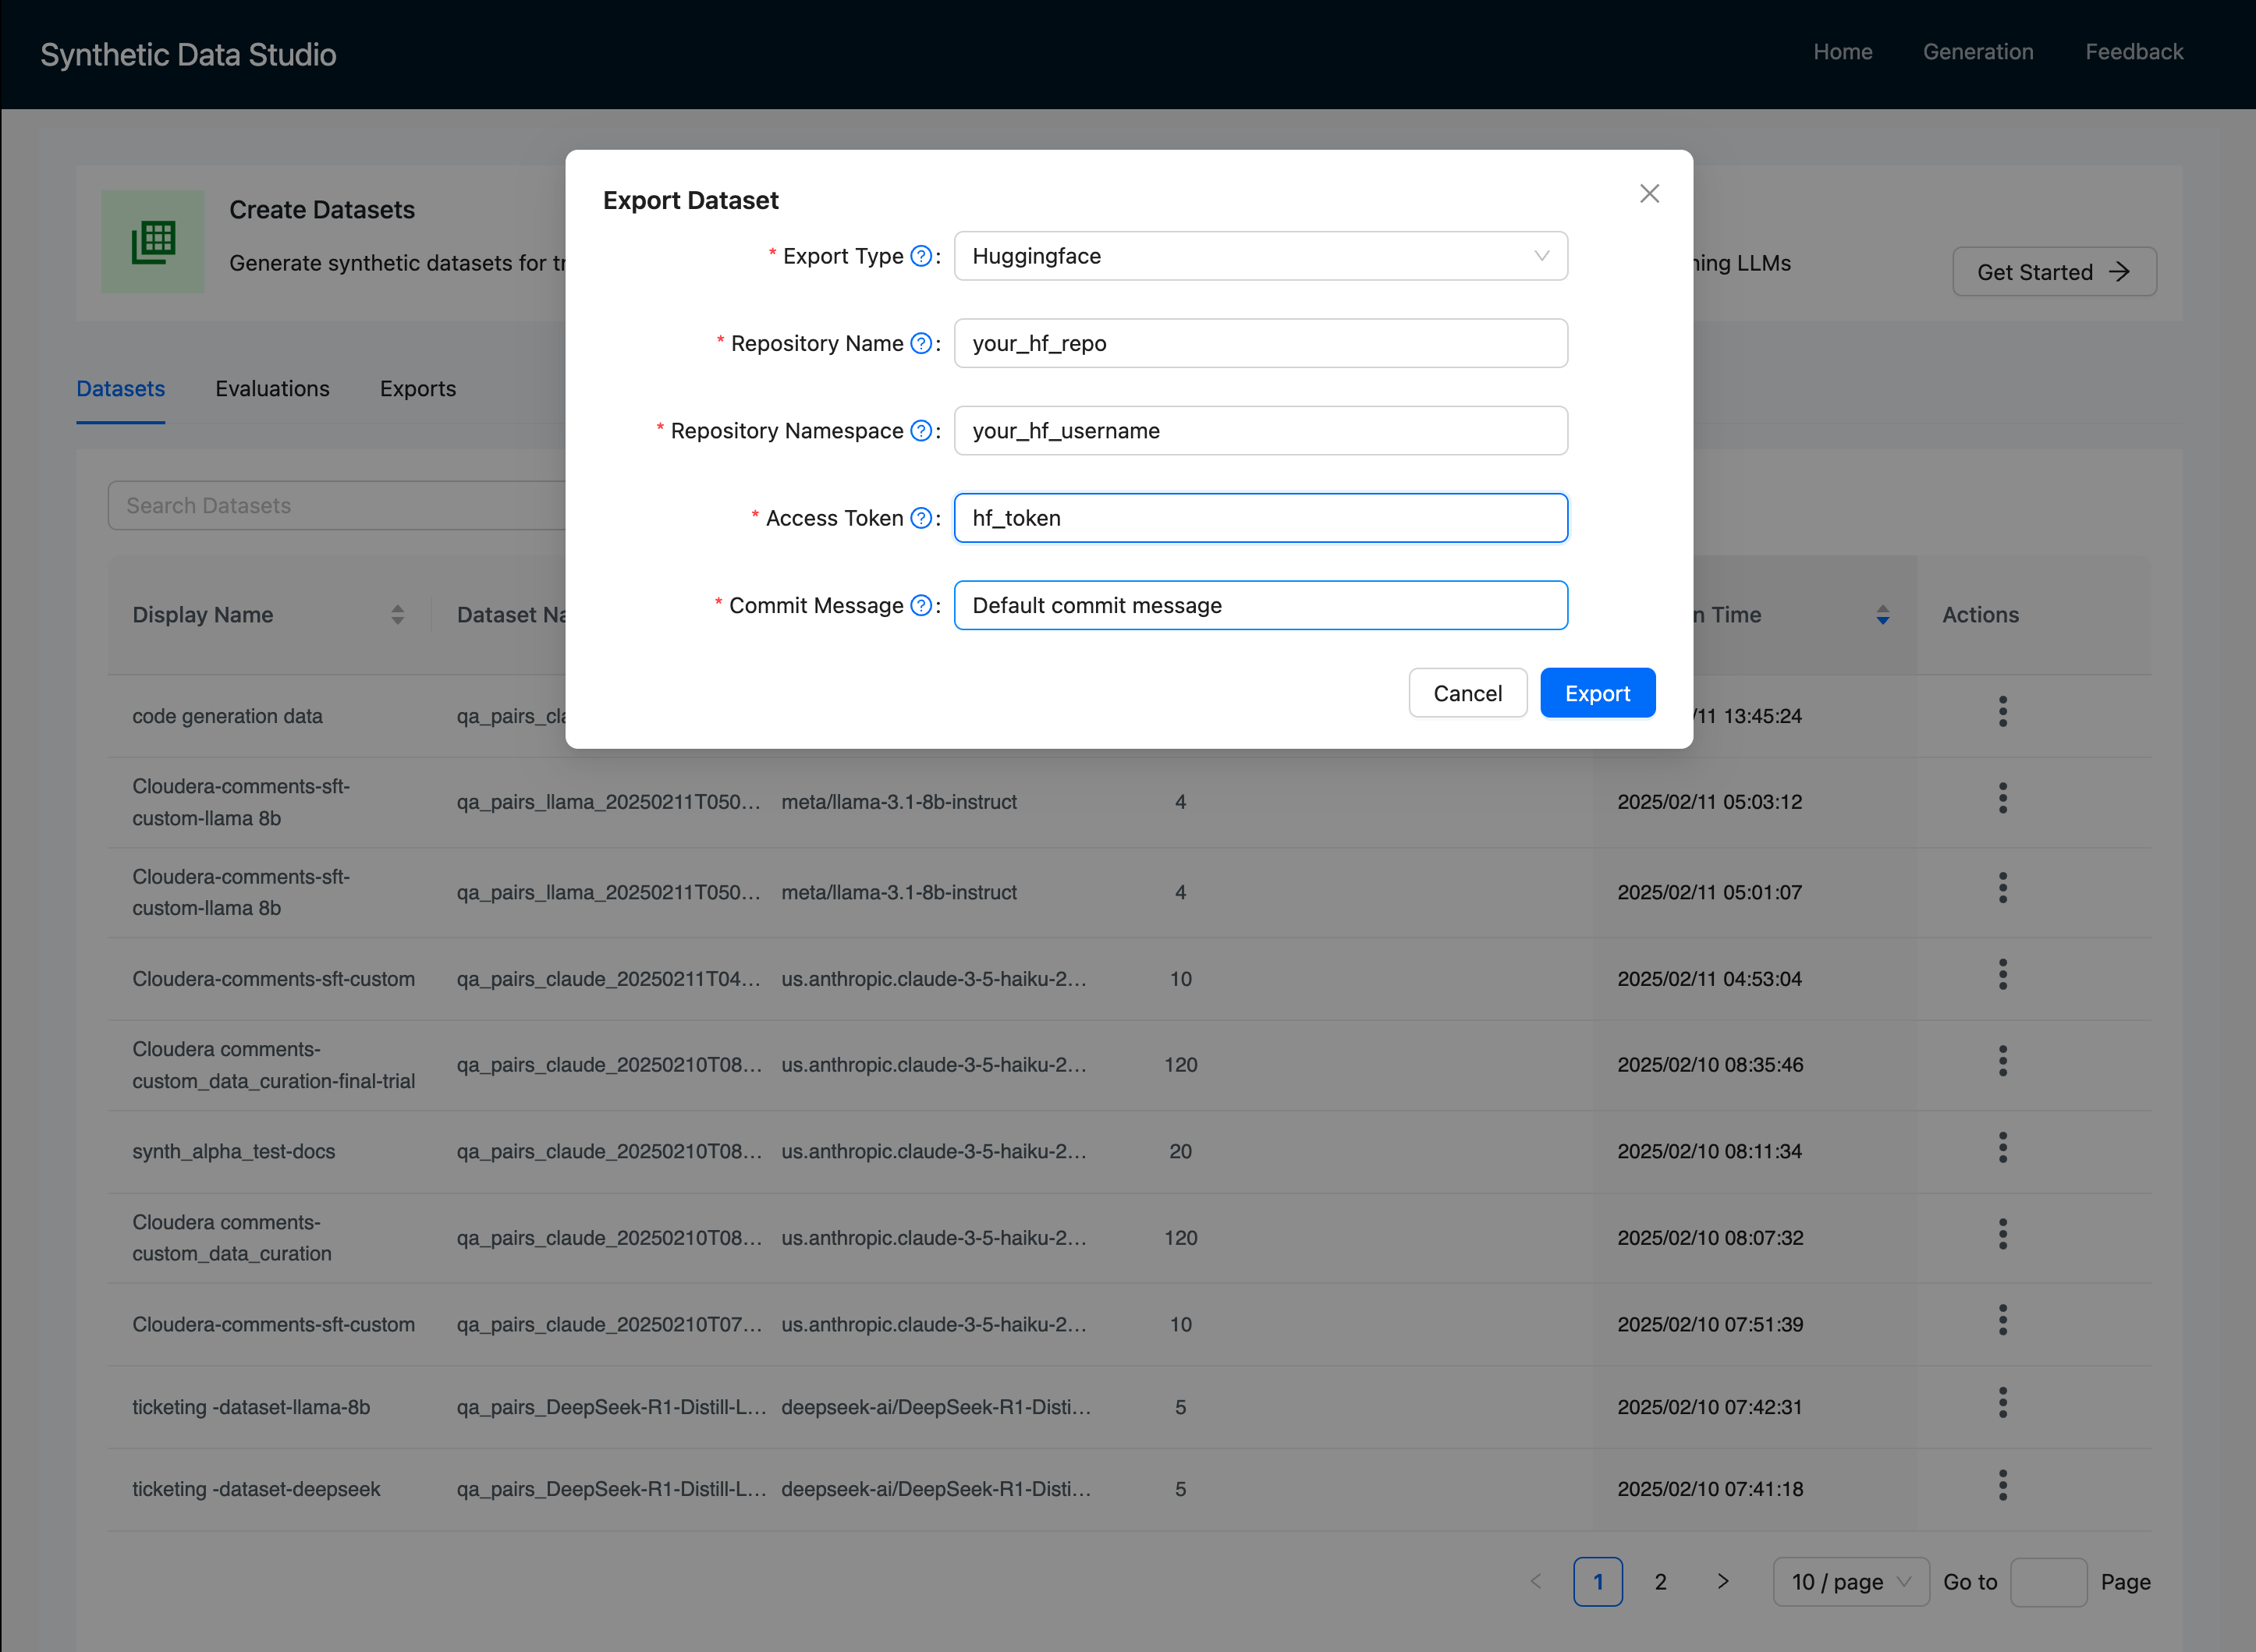 Synthetic Data Studio
Home Generation Feedback
Create Datasets
Generate synthetic datasets for
LLMs
Get Started
Export Dataset
* Export Type ? : Huggingface
* Repository Name ? : your_hf_repo
* Repository Namespace ? : your_hf_username
* Access Token ? : hf_token
* Commit Message ? : Default commit message
Cancel Export
Datasets Evaluations Exports
Search Datasets
Display Name Dataset Time Actions
code generation data qa_pairs_cl /11 13:45:24
Cloudera-comments-sft-
custom-llama 8b qa_pairs_llama_20250211T050... meta/llama-3.1-8b-instruct 4 2025/02/11 05:03:12
Cloudera-comments-sft-
custom-llama 8b qa_pairs_llama_20250211T050... meta/llama-3.1-8b-instruct 4 2025/02/11 05:01:07
Cloudera-comments-sft-custom qa_pairs_claude_20250211T04... us.anthropic.claude-3-5-haiku-2... 10 2025/02/11 04:53:04
Cloudera comments-
custom_data_curation-final-trial qa_pairs_claude_20250210T08... us.anthropic.claude-3-5-haiku-2... 120 2025/02/10 08:35:46
synth_alpha_test-docs qa_pairs_claude_20250210T08... us.anthropic.claude-3-5-haiku-2... 20 2025/02/10 08:11:34
Cloudera comments-
custom_data_curation qa_pairs_claude_20250210T08... us.anthropic.claude-3-5-haiku-2... 120 2025/02/10 08:07:32
Cloudera-comments-sft-custom qa_pairs_claude_20250210T07... us.anthropic.claude-3-5-haiku-2... 10 2025/02/10 07:51:39
ticketing -dataset-llama-8b qa_pairs_DeepSeek-R1-Distill-L... deepseek-ai/DeepSeek-R1-Disti... 5 2025/02/10 07:42:31
ticketing -dataset-deepseek qa_pairs_DeepSeek-R1-Distill-L... deepseek-ai/DeepSeek-R1-Disti... 5 2025/02/10 07:41:18
< 1 2 > 10 / page Go to Page